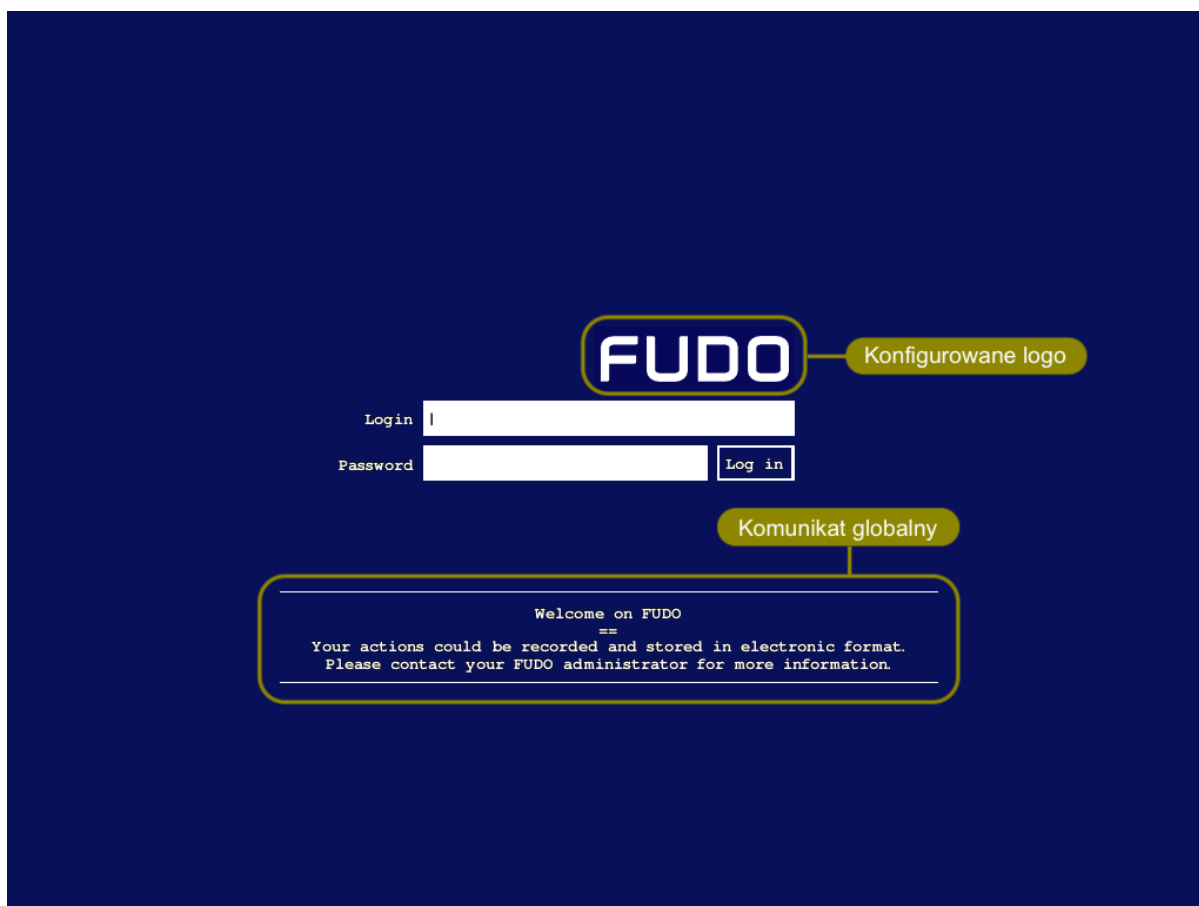 FUDO
Konfigurowane logo
Login
Password
Log in
Komunikat globalny
Welcome on FUDO
==
Your actions could be recorded and stored in electronic format.
Please contact your FUDO administrator for more information.